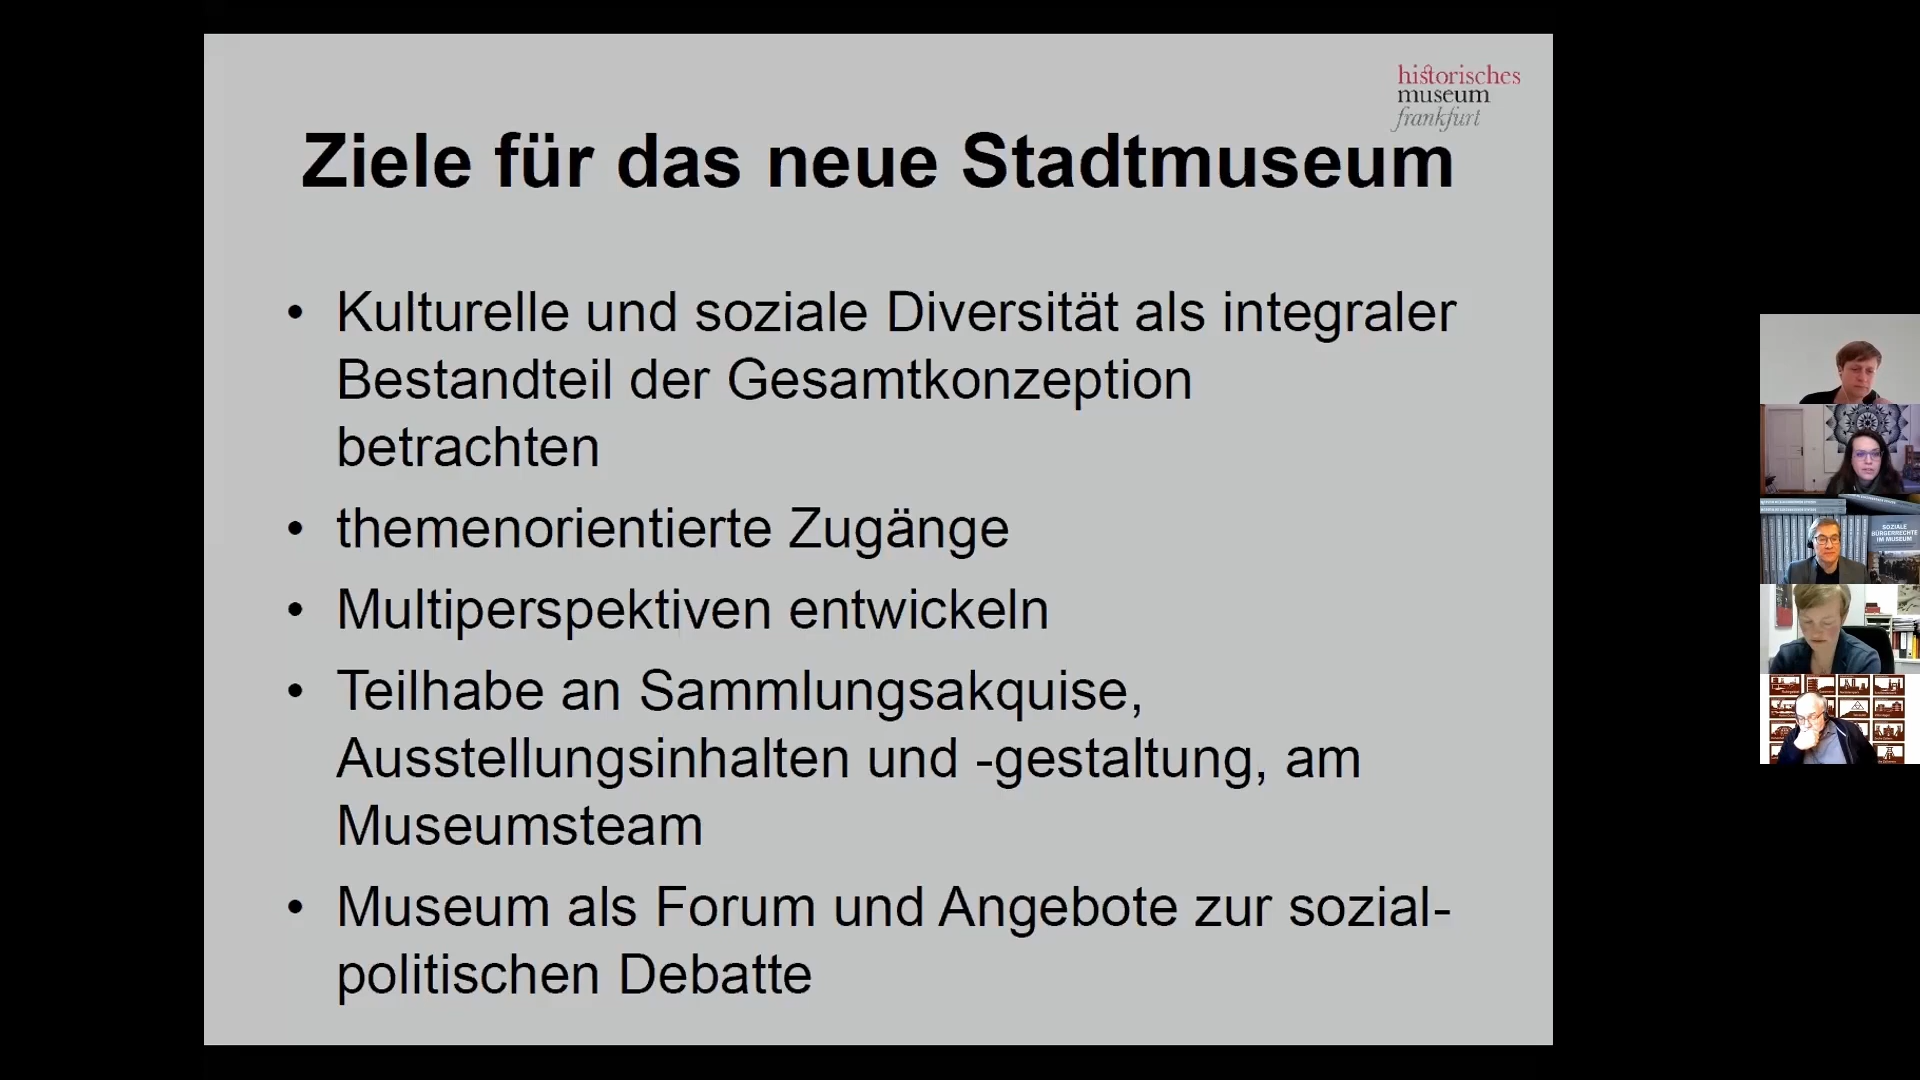 historisches
museum
frankfurt
Ziele für das neue Stadtmuseum
• Kulturelle und soziale Diversität als integraler
Bestandteil der Gesamtkonzeption
betrachten
• themenorientierte Zugänge
• Multiperspektiven entwickeln
• Teilhabe an Sammlungsakquise,
Ausstellungsinhalten und -gestaltung, am
Museumsteam
• Museum als Forum und Angebote zur sozial-
politischen Debatte
SOZIALE
BÜRGERRECHTE
IM MUSEUM